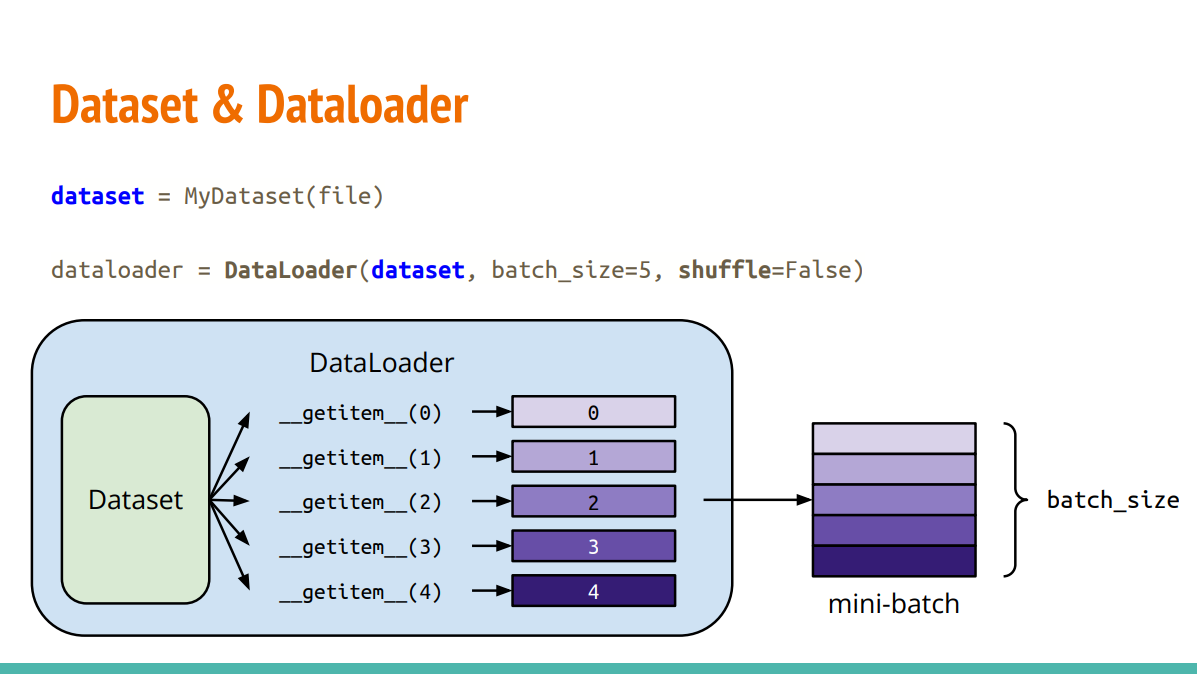 Dataset & Dataloader
dataset = MyDataset(file)
dataloader = DataLoader(dataset, batch_size=5, shuffle=False)
DataLoader
Dataset
__getitem__(0)
0
__getitem__(1)
1
__getitem__(2)
2
__getitem__(3)
3
__getitem__(4)
4
mini-batch
batch_size